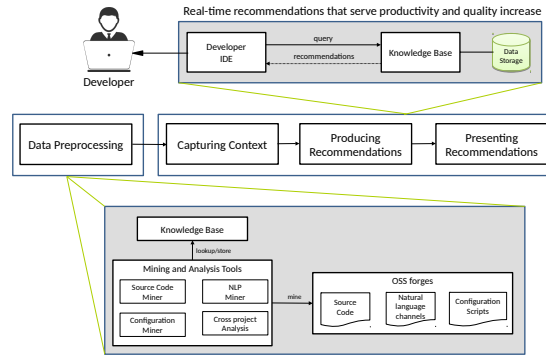 Real-time recommendations that serve productivity and quality increase
Developer
IDE
query
recommendations
Knowledge Base
Data
Storage
Developer
Data Preprocessing
Capturing Context
Producing
Recommendations
Presenting
Recommendations
Knowledge Base
lookup/store
Mining and Analysis Tools
Source Code
Miner
NLP
Miner
Configuration
Miner
Cross project
Analysis
mine
OSS forges
Source
Code
Natural
language
channels
Configuration
Scripts